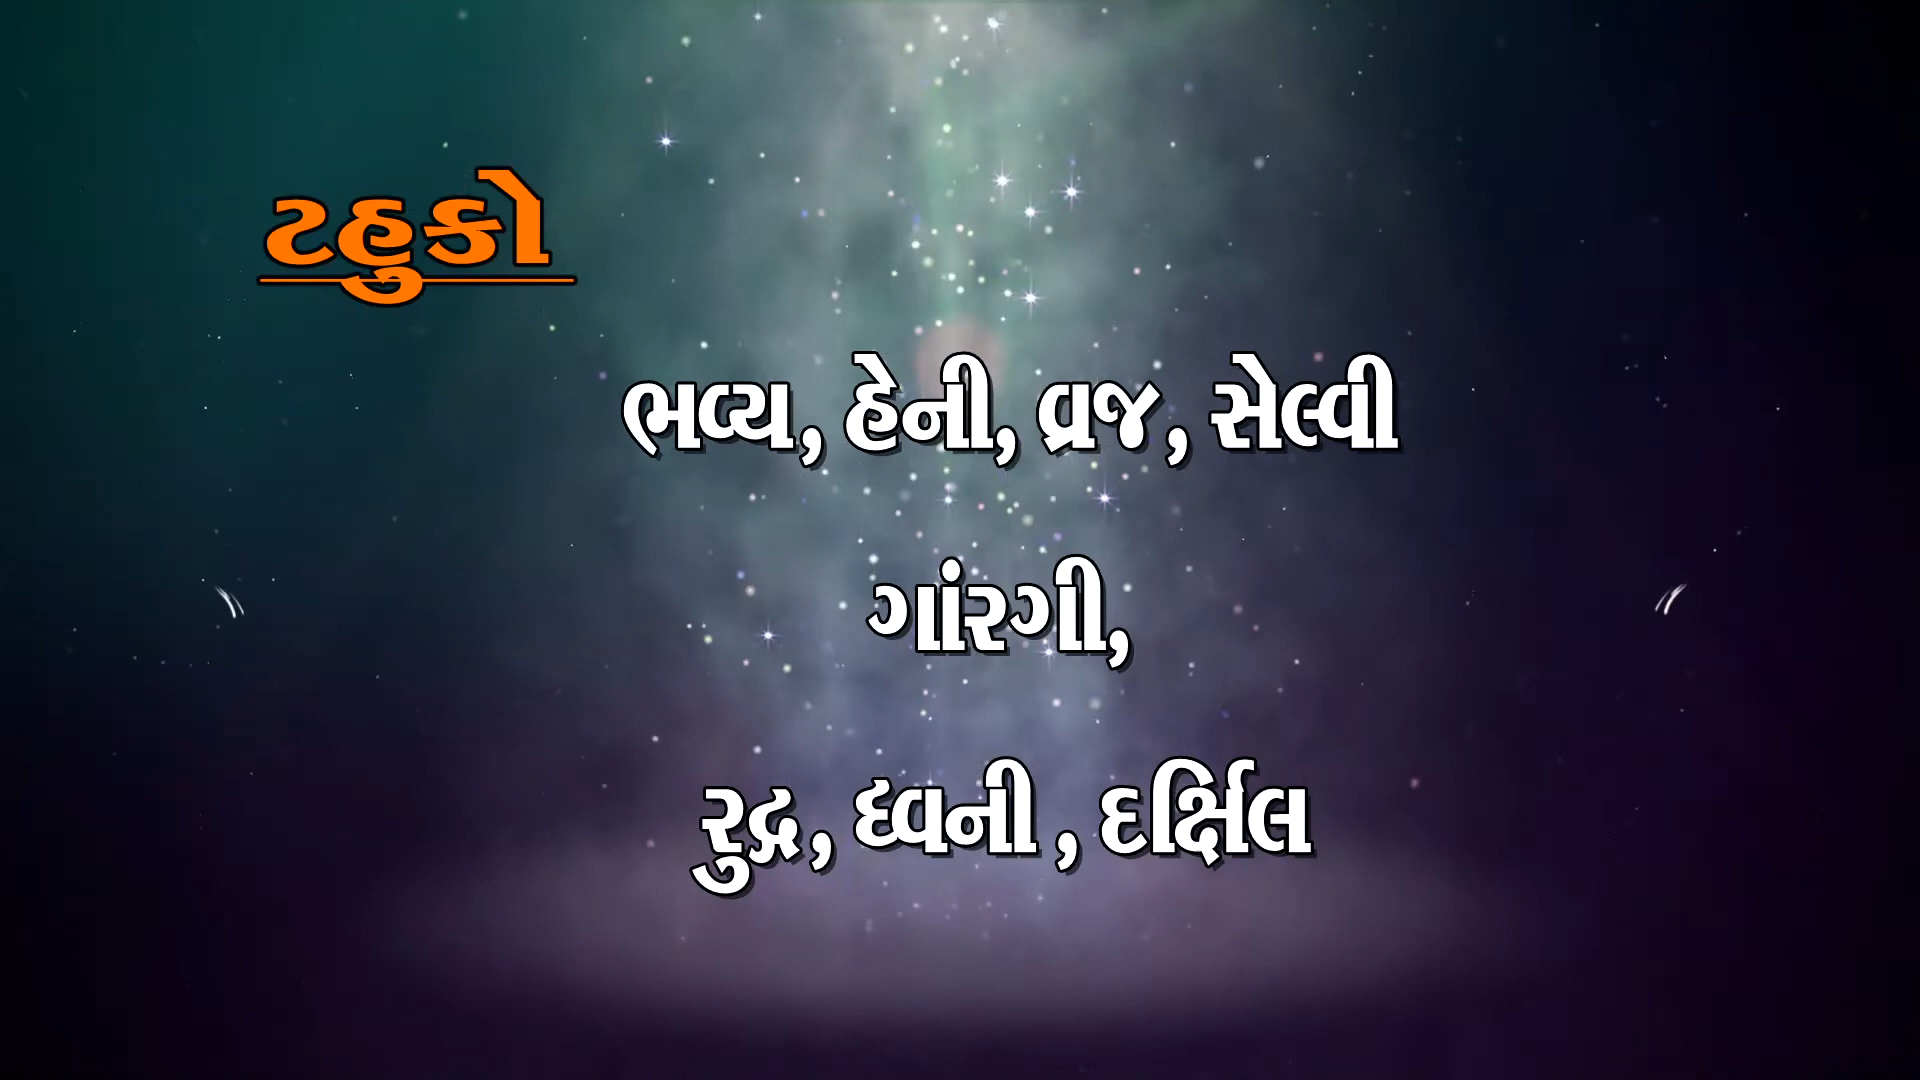 ટહુકો
ભવ્ય, હેની, વ્રજ, સેલ્વી
ગાંરગી,
રુદ્ર, ધ્વની , દર્ક્ષિલ